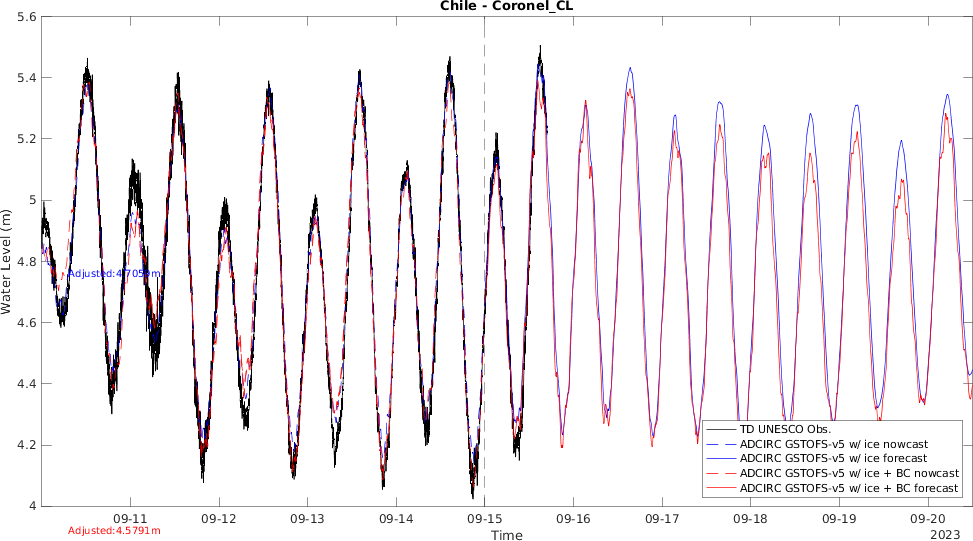 Chile - Coronel_CL
5.6
5.4
5.2
5
4.8
4.6
4.4
4.2
4
Water Level (m)
Adjusted:4.7059m
TD UNESCO Obs.
ADCIRC GSTOFS-v5 w/ ice nowcast
ADCIRC GSTOFS-v5 w/ ice forecast
ADCIRC GSTOFS-v5 w/ ice + BC nowcast
ADCIRC GSTOFS-v5 w/ ice + BC forecast
09-11 09-12 09-13 09-14 09-15 09-16 09-17 09-18 09-19 09-20
Adjusted:4.5791m
Time
2023